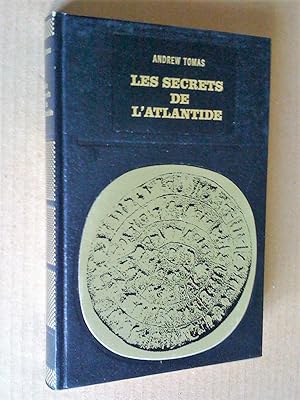 ANDREW TOMAS
LES SECRETS
DE
L'ATLANTIDE